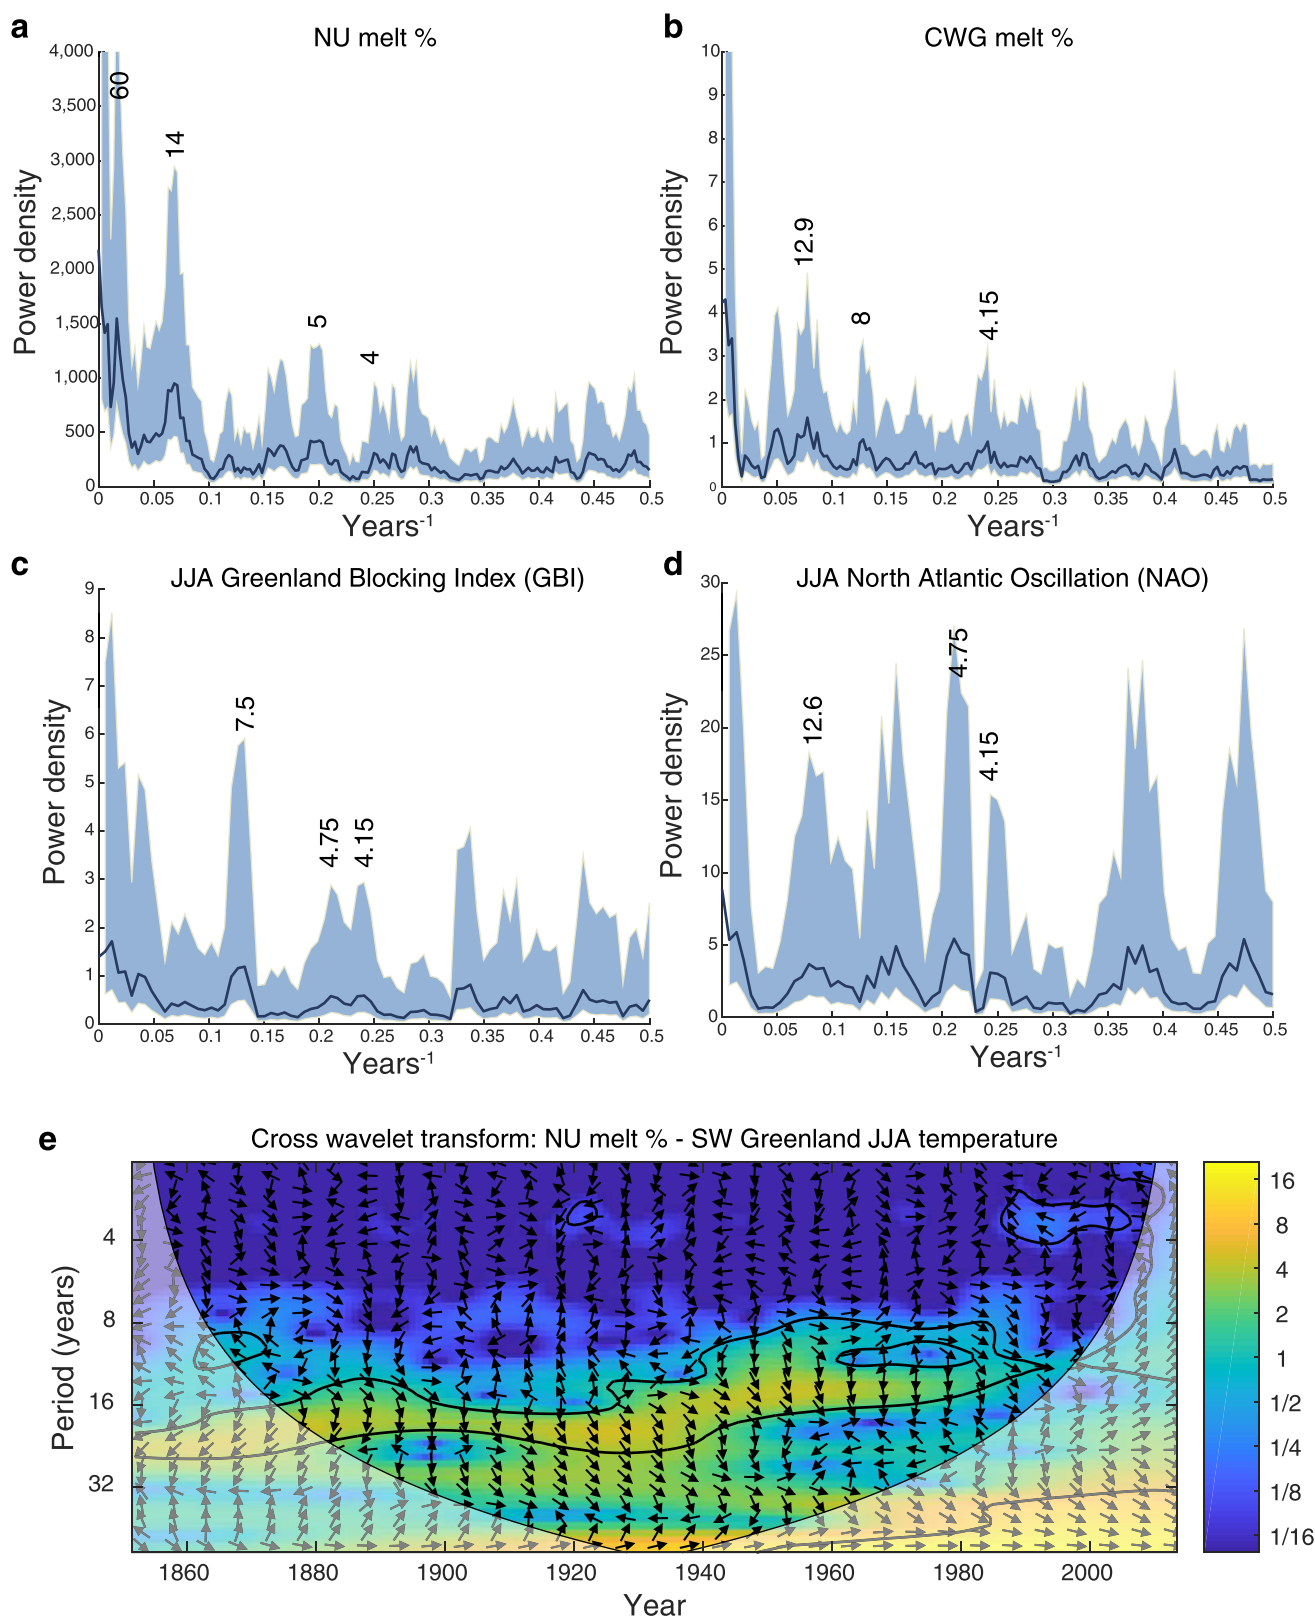 a
NU melt %
4,000
3,500
3,000
2,500
2,000
1,500
1,000
500
0
Power density
60
14
5
4
0 0.05 0.1 0.15 0.2 0.25 0.3 0.35 0.4 0.45 0.5
Years-1
b
CWG melt %
10
9
8
7
6
5
4
3
2
1
0
Power density
12.9
8
4.15
0 0.05 0.1 0.15 0.2 0.25 0.3 0.35 0.4 0.45 0.5
Years-1
c
JJA Greenland Blocking Index (GBI)
9
8
7
6
5
4
3
2
1
0
Power density
7.5
4.75
4.15
0 0.05 0.1 0.15 0.2 0.25 0.3 0.35 0.4 0.45 0.5
Years-1
d
JJA North Atlantic Oscillation (NAO)
30
25
20
15
10
5
0
Power density
12.6
4.75
4.15
0 0.05 0.1 0.15 0.2 0.25 0.3 0.35 0.4 0.45 0.5
Years-1
e
Cross wavelet transform: NU melt % - SW Greenland JJA temperature
4
8
16
32
Period (years)
1860 1880 1900 1920 1940 1960 1980 2000
Year
16
8
4
2
1
1/2
1/4
1/8
1/16